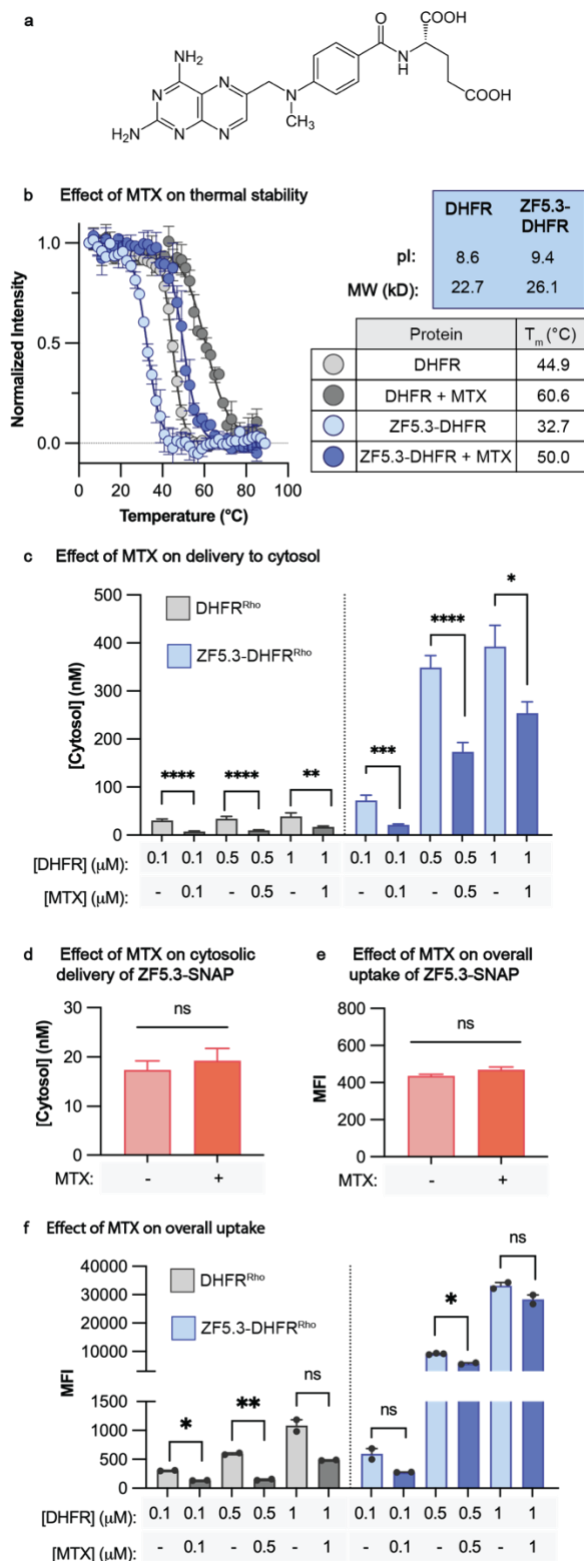 a
O
COOH
NH₂
N
H
N
N
N
COOH
CH₃
H₂N
N
N
b Effect of MTX on thermal stability
DHFR ZF5.3-DHFR
pI: 8.6 9.4
MW (kD): 22.7 26.1
Protein Tm (°C)
DHFR 44.9
DHFR + MTX 60.6
ZF5.3-DHFR 32.7
ZF5.3-DHFR + MTX 50.0
Normalized Intensity
1.0
0.5
0.0
0 20 40 60 80 100
Temperature (°C)
c Effect of MTX on delivery to cytosol
[Cytosol] (nM)
500
400
300
200
100
0
DHFRRho
ZF5.3-DHFRRho
**** **** ** *** **** *
[DHFR] (μM): 0.1 0.1 0.5 0.5 1 1 0.1 0.1 0.5 0.5 1 1
[MTX] (μM): - 0.1 - 0.5 - 1 - 0.1 - 0.5 - 1
d Effect of MTX on cytosolic
delivery of ZF5.3-SNAP
[Cytosol] (nM)
30
20
10
0
ns
MTX: - +
e Effect of MTX on overall
uptake of ZF5.3-SNAP
MFI
800
600
400
200
0
ns
MTX: - +
f Effect of MTX on overall uptake
MFI
40000
30000
20000
10000
1500
1000
500
0
DHFRRho
ZF5.3-DHFRRho
* ** ns ns * ns
[DHFR] (μM): 0.1 0.1 0.5 0.5 1 1 0.1 0.1 0.5 0.5 1 1
[MTX] (μM): - 0.1 - 0.5 - 1 - 0.1 - 0.5 - 1